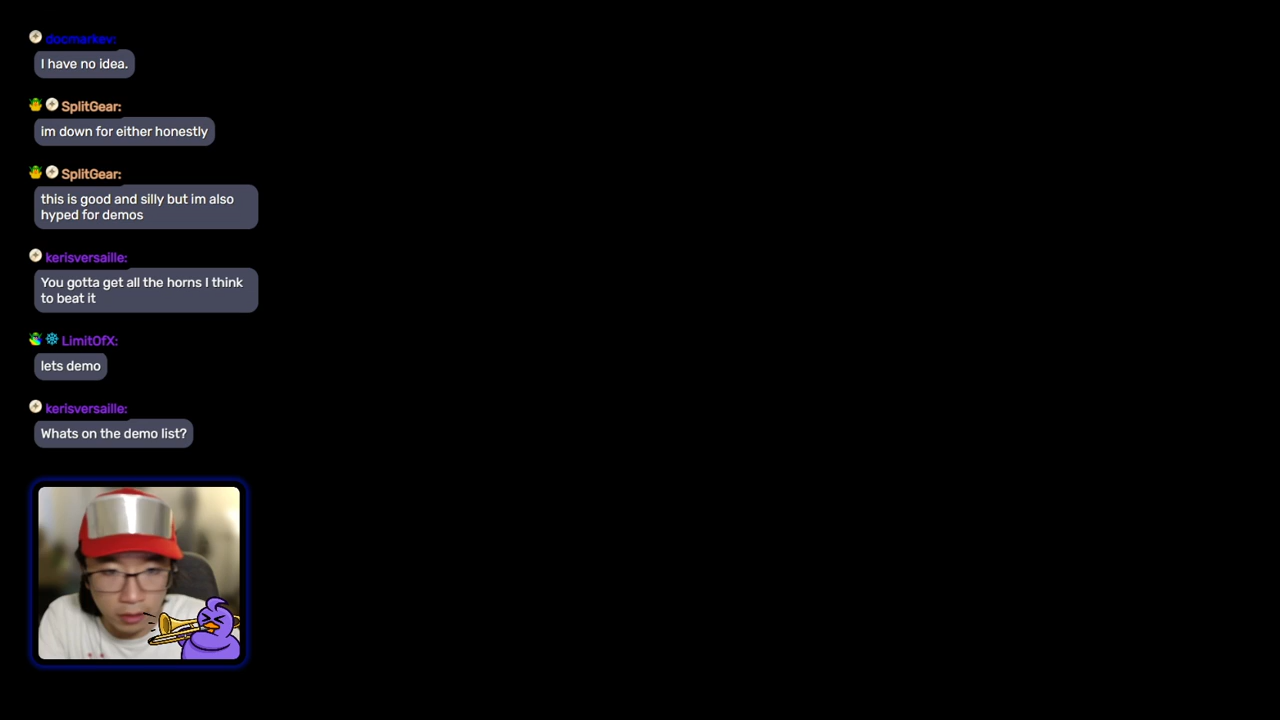 docmarkev:
I have no idea.
SplitGear:
im down for either honestly
SplitGear:
this is good and silly but im also
hyped for demos
kerisversaille:
You gotta get all the horns I think
to beat it
LimitOfX:
lets demo
kerisversaille:
Whats on the demo list?